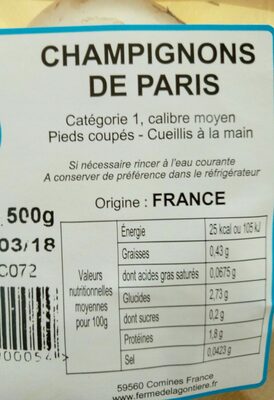 CHAMPIGNONS
DE PARIS
Catégorie 1, calibre moyen
Pieds coupés - Cueillis à la main
Si nécessaire rincer à l'eau courante
A conserver de préférence dans le réfrigérateur
Origine : FRANCE
500g
03/18
C072
Valeurs nutritionnelles moyennes pour 100g
Énergie 25 kcal ou 105 kJ
Graisses 0,43 g
dont acides gras saturés 0,0675 g
Glucides 2,73 g
dont sucres 0,2 g
Protéines 1,8 g
Sel 0,0423 g
59560 Comines France
www.fermedelagontiere.fr